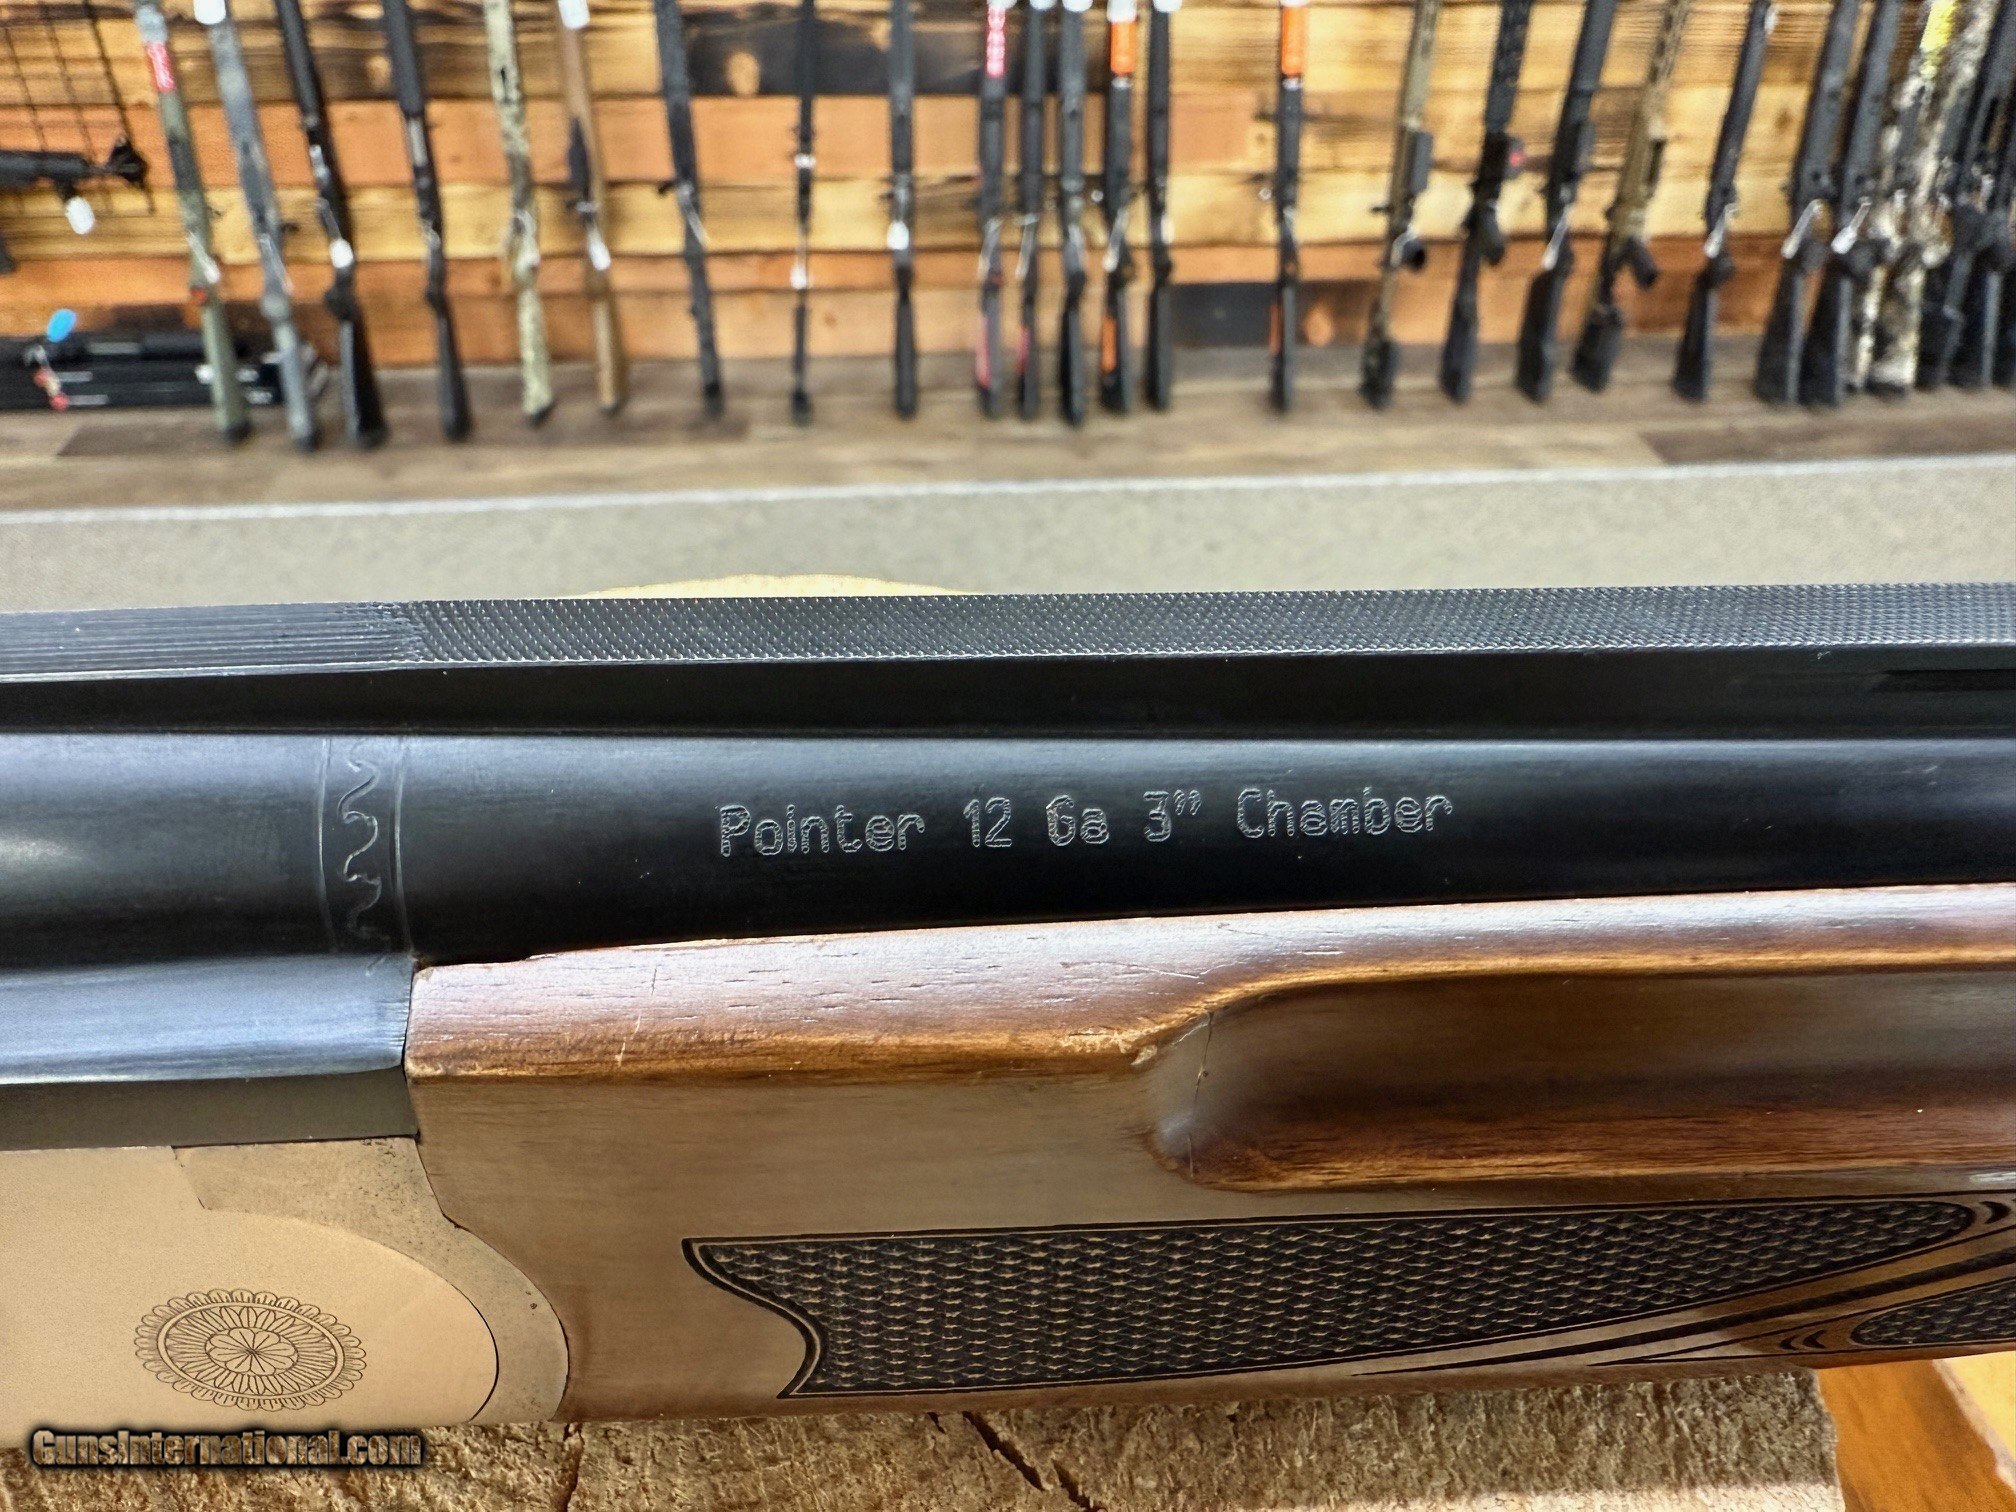 Pointer 12 Ga 3" Chamber
GunsInternational.com